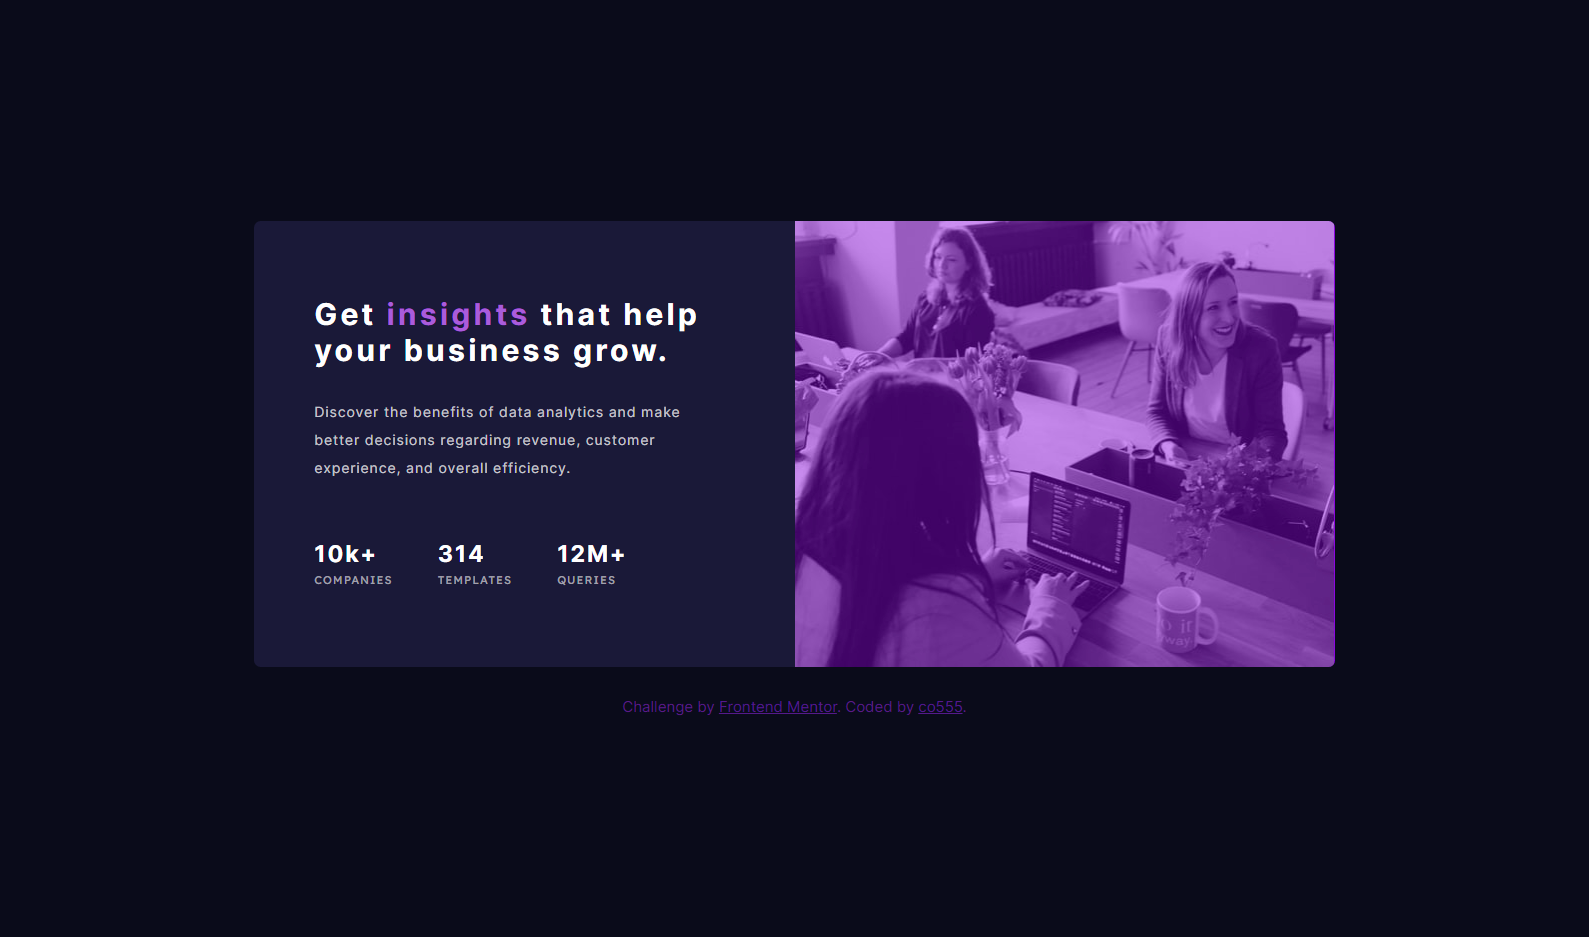 Get insights that help
your business grow.
Discover the benefits of data analytics and make
better decisions regarding revenue, customer
experience, and overall efficiency.
10k+ 314 12M+
COMPANIES TEMPLATES QUERIES
way
Challenge by Frontend Mentor. Coded by co555.